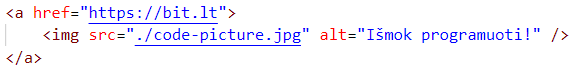 <a href="https://bit.lt">
<img src="./code-picture.jpg" alt="Išmok programuoti!" />
</a>